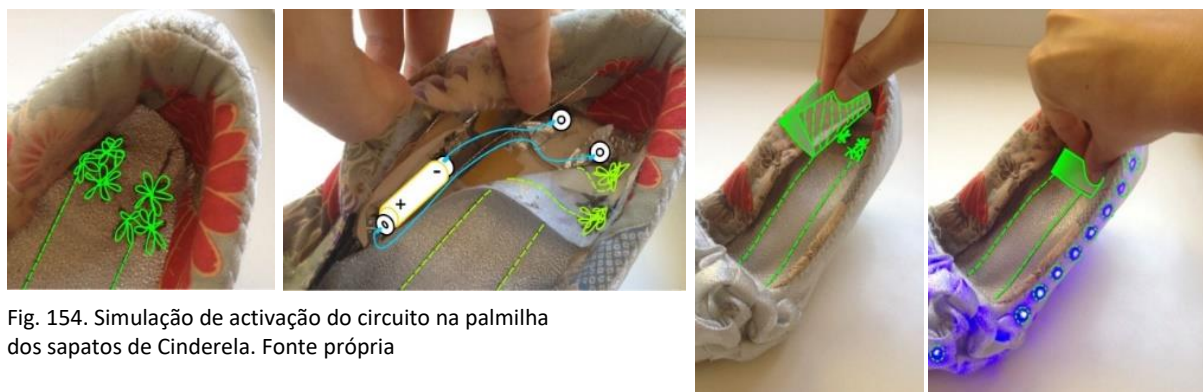 -
+
Fig. 154. Simulação de activação do circuito na palmilha
dos sapatos de Cinderela. Fonte própria